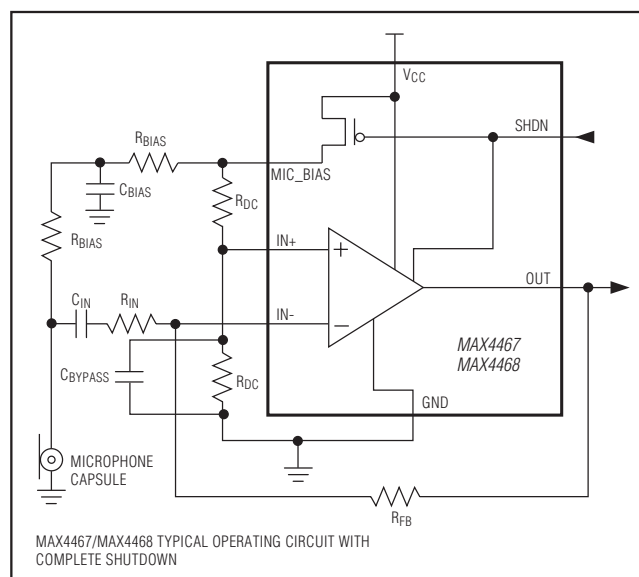 VCC
SHDN
RBIAS
MIC_BIAS
CBIAS
RDC
RBIAS
IN+
+
OUT
CIN
RIN
IN-
−
MAX4467
MAX4468
CBYPASS
RDC
GND
MICROPHONE
CAPSULE
RFB
MAX4467/MAX4468 TYPICAL OPERATING CIRCUIT WITH
COMPLETE SHUTDOWN